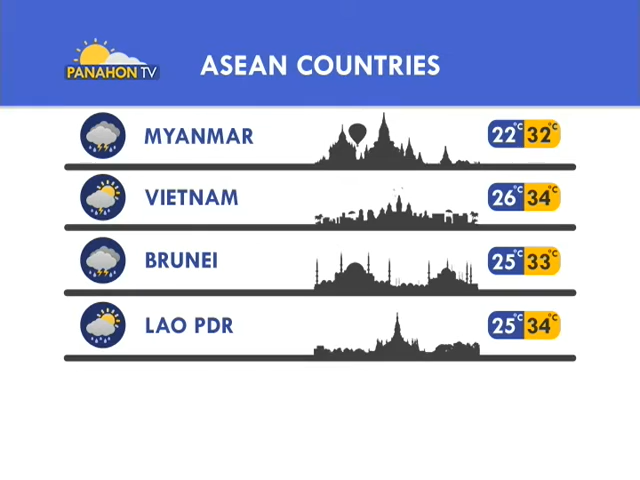 PANAHON TV
ASEAN COUNTRIES
MYANMAR 22°C 32°C
VIETNAM 26°C 34°C
BRUNEI 25°C 33°C
LAO PDR 25°C 34°C